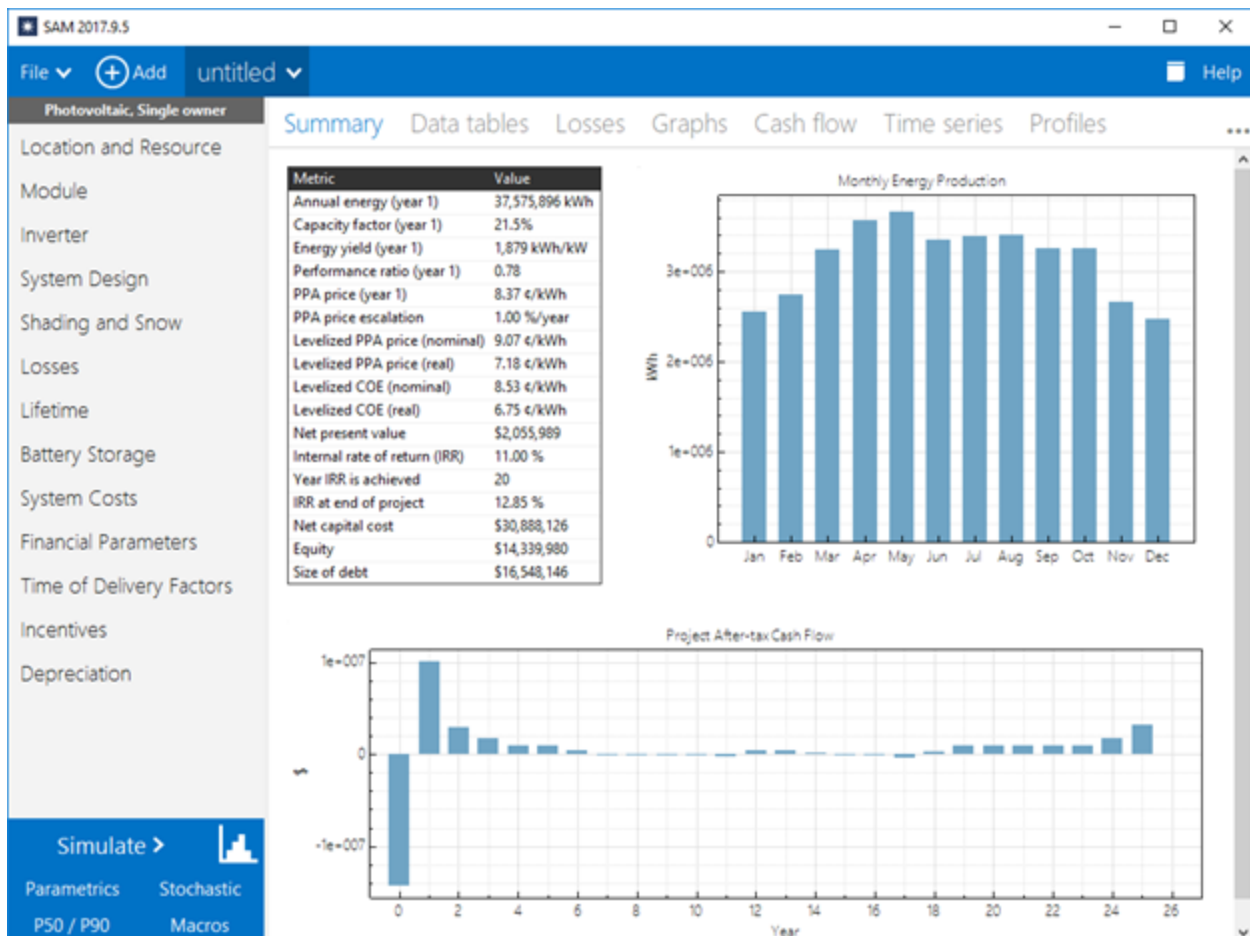 SAM 2017.9.5
File Add untitled Help
Photovoltaic, Single owner
Location and Resource
Module
Inverter
System Design
Shading and Snow
Losses
Lifetime
Battery Storage
System Costs
Financial Parameters
Time of Delivery Factors
Incentives
Depreciation
Simulate >
Parametrics Stochastic
P50 / P90 Macros
Summary Data tables Losses Graphs Cash flow Time series Profiles ...
Metric Value
Annual energy (year 1) 37,575,896 kWh
Capacity factor (year 1) 21.5%
Energy yield (year 1) 1,879 kWh/kW
Performance ratio (year 1) 0.78
PPA price (year 1) 8.37 ¢/kWh
PPA price escalation 1.00 %/year
Levelized PPA price (nominal) 9.07 ¢/kWh
Levelized PPA price (real) 7.18 ¢/kWh
Levelized COE (nominal) 8.53 ¢/kWh
Levelized COE (real) 6.75 ¢/kWh
Net present value $2,055,989
Internal rate of return (IRR) 11.00 %
Year IRR is achieved 20
IRR at end of project 12.85 %
Net capital cost $30,888,126
Equity $14,339,980
Size of debt $16,548,146
Monthly Energy Production
kWh
3e+006
2e+006
1e+006
0
Jan Feb Mar Apr May Jun Jul Aug Sep Oct Nov Dec
Project After-tax Cash Flow
$
1e+007
0
-1e+007
0 2 4 6 8 10 12 14 16 18 20 22 24 26
Year